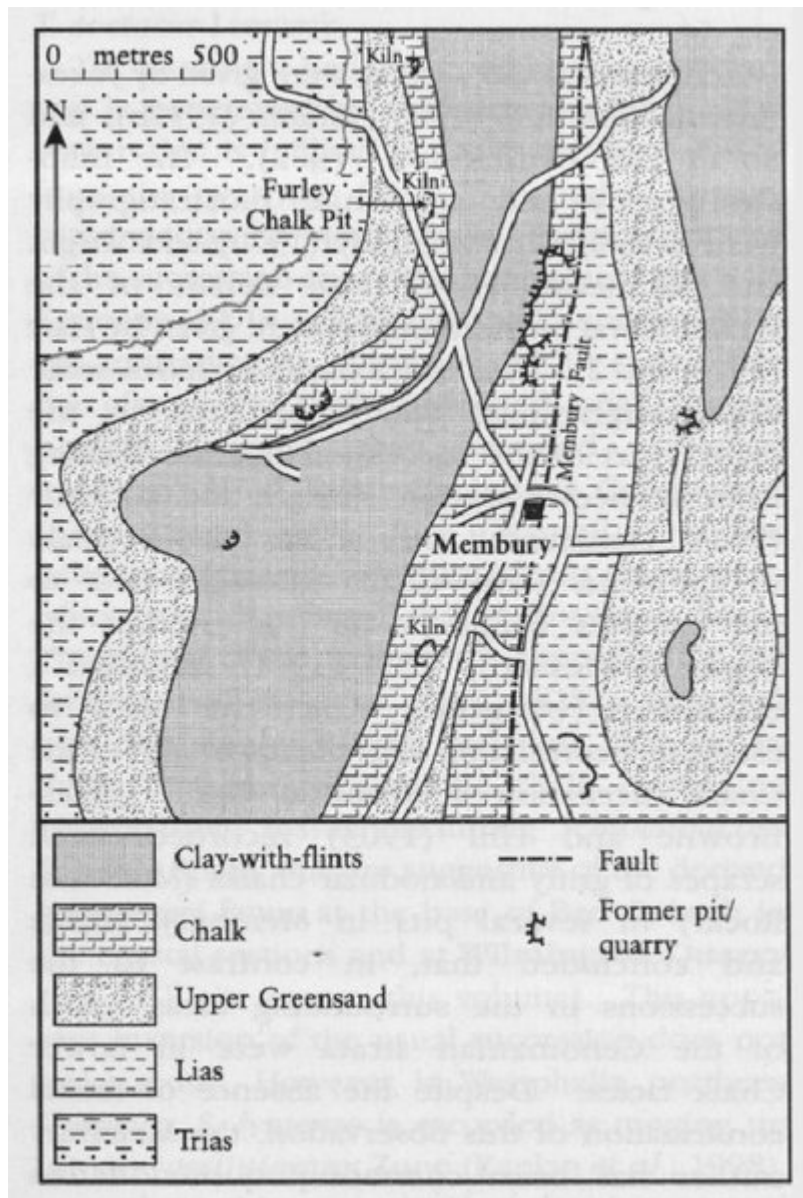 0 metres 500
N
Kiln
Kiln
Furley
Chalk Pit
Membury Fault
Membury
Kiln
Clay-with-flints
Chalk
Upper Greensand
Lias
Trias
Fault
Former pit/
quarry